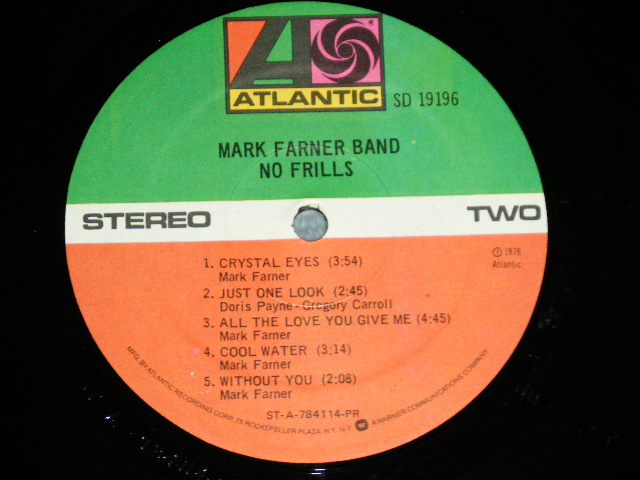 ATLANTIC
SD 19196
MARK FARNER BAND
NO FRILLS
STEREO
TWO
℗ 1978
Atlantic
1. CRYSTAL EYES (3:54)
Mark Farner
2. JUST ONE LOOK (2:45)
Doris Payne-Gregory Carroll
3. ALL THE LOVE YOU GIVE ME (4:45)
Mark Farner
4. COOL WATER (3:14)
Mark Farner
5. WITHOUT YOU (2:08)
Mark Farner
ST-A-784114-PR
MFG. BY ATLANTIC RECORDING CORP. 75 ROCKEFELLER PLAZA, N.Y. N.Y. A WARNER COMMUNICATIONS COMPANY